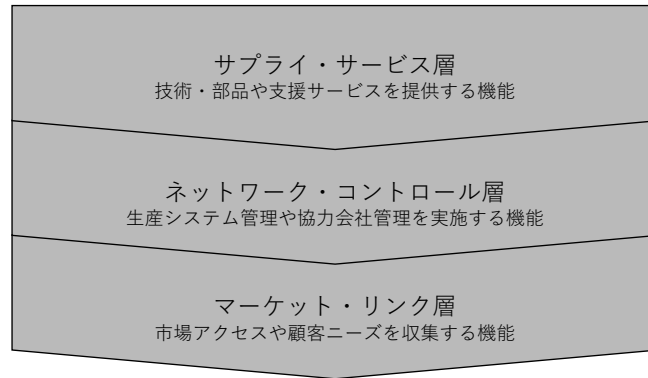 サプライ・サービス層
技術・部品や支援サービスを提供する機能
ネットワーク・コントロール層
生産システム管理や協力会社管理を実施する機能
マーケット・リンク層
市場アクセスや顧客ニーズを収集する機能